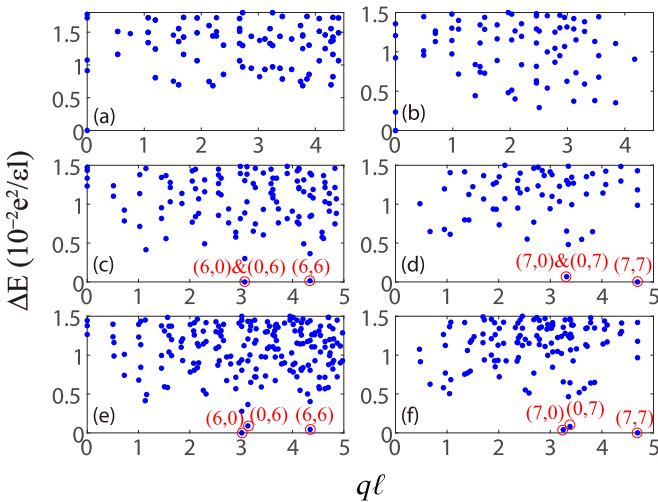 ΔE (10⁻²e²/εl)
1.5
1
0.5
0
(a)
0 1 2 3 4
1.5
1
0.5
0
(b)
0 1 2 3 4
1.5
1
0.5
0
(c)
(6,0)&(0,6) (6,6)
0 1 2 3 4 5
1.5
1
0.5
0
(d)
(7,0)&(0,7) (7,7)
0 1 2 3 4 5
1.5
1
0.5
0
(e)
(6,0) (0,6) (6,6)
0 1 2 3 4 5
1.5
1
0.5
0
(f)
(7,0) (0,7) (7,7)
0 1 2 3 4 5
qℓ